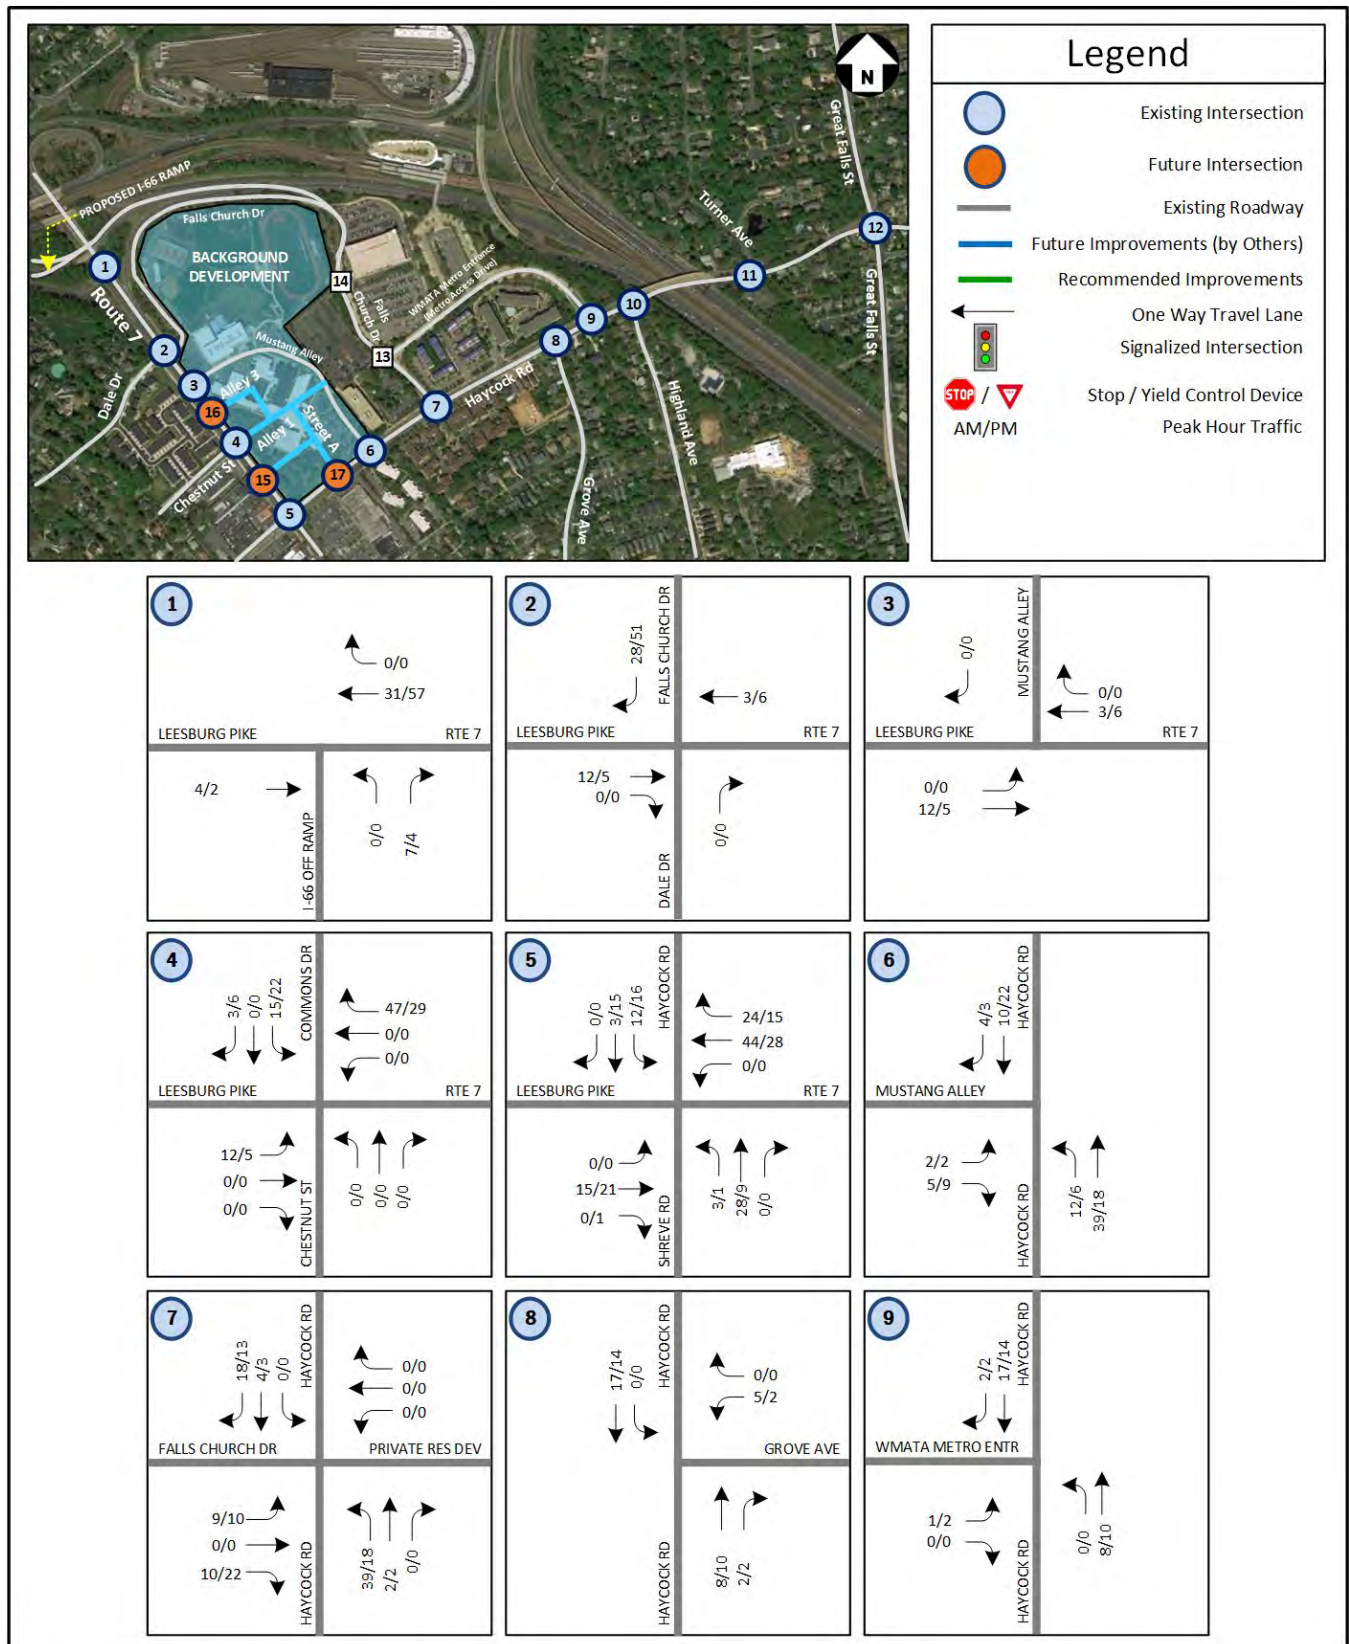 N
Great Falls St
PROPOSED I-66 RAMP
Falls Church Dr
Turner Ave
12
BACKGROUND
DEVELOPMENT
WMATA Metro Entrance
(Metro Access Drive)
1
14
11
Route 7
Falls
Church Dr
10
9
Great Falls St
2
Mustang Alley
8
13
Dale Dr
3
Alley 3
Haycock Rd
Highland Ave
16
7
Street A
4
Alley 1
6
Chestnut St
15
17
Grove Ave
5
Legend
Existing Intersection
Future Intersection
Existing Roadway
Future Improvements (by Others)
Recommended Improvements
One Way Travel Lane
Signalized Intersection
STOP / Stop / Yield Control Device
AM/PM Peak Hour Traffic
1
0/0
31/57
LEESBURG PIKE RTE 7
4/2
I-66 OFF RAMP
0/0
7/4
2
28/51
FALLS CHURCH DR
3/6
LEESBURG PIKE RTE 7
12/5
0/0
DALE DR
0/0
3
0/0
MUSTANG ALLEY
0/0
3/6
LEESBURG PIKE RTE 7
0/0
12/5
4
3/6
0/0
15/22
COMMONS DR
47/29
0/0
0/0
LEESBURG PIKE RTE 7
12/5
0/0
0/0
CHESTNUT ST
0/0
0/0
0/0
5
0/0
3/15
12/16
HAYCOCK RD
24/15
44/28
0/0
LEESBURG PIKE RTE 7
0/0
15/21
0/1
SHREVE RD
3/1
28/9
0/0
6
4/3
10/22
HAYCOCK RD
MUSTANG ALLEY
2/2
5/9
HAYCOCK RD
12/6
39/18
7
18/13
4/3
0/0
HAYCOCK RD
0/0
0/0
0/0
FALLS CHURCH DR PRIVATE RES DEV
9/10
0/0
10/22
HAYCOCK RD
39/18
2/2
0/0
8
17/14
0/0
HAYCOCK RD
0/0
5/2
GROVE AVE
HAYCOCK RD
8/10
2/2
9
2/2
17/14
HAYCOCK RD
WMATA METRO ENTR
1/2
0/0
HAYCOCK RD
0/0
8/10